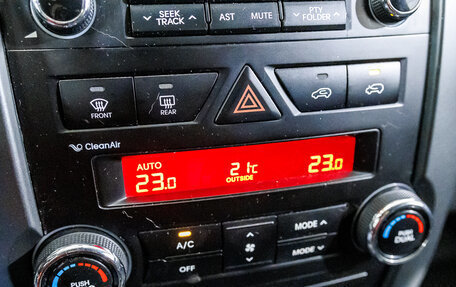 SEEK
TRACK
AST MUTE
PTY
FOLDER
FRONT
REAR
CleanAir
AUTO
23.0
21°C
OUTSIDE
23.0
A/C
OFF
MODE
MODE
PUSH
PUSH
DUAL